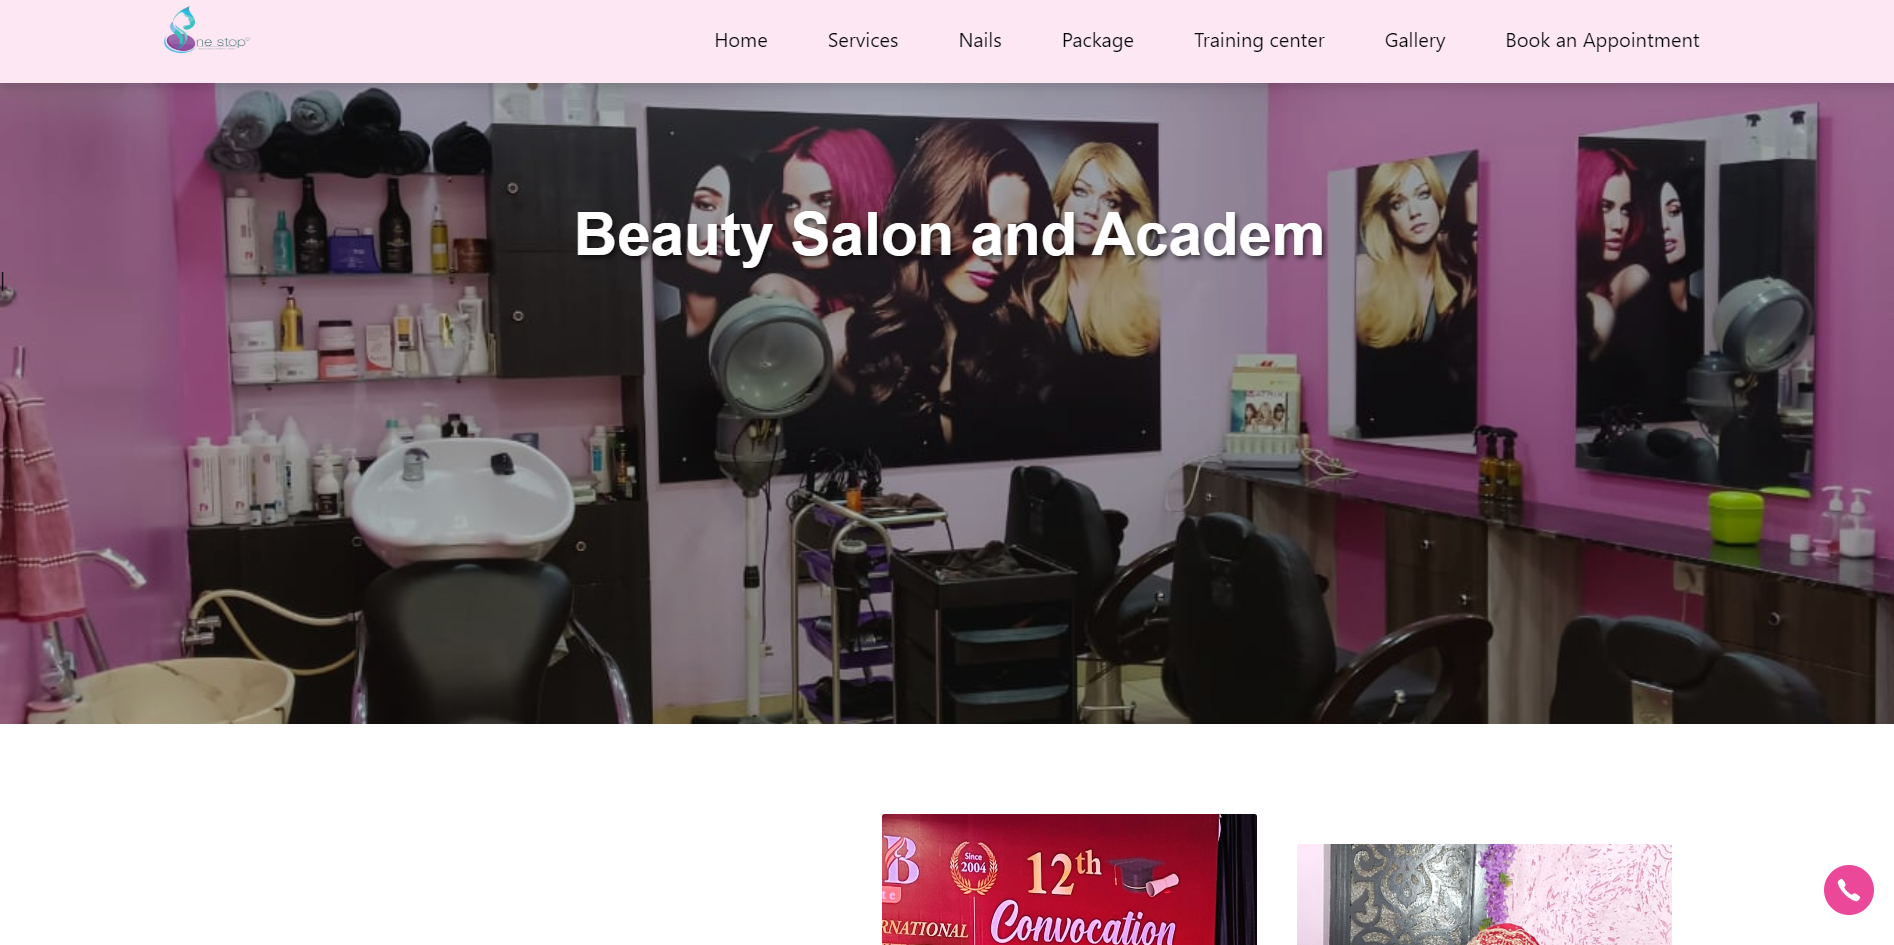 ne stop
Home
Services
Nails
Package
Training center
Gallery
Book an Appointment
Beauty Salon and Academ
B
Since
2004
12th
te
RNATIONAL
Convocation